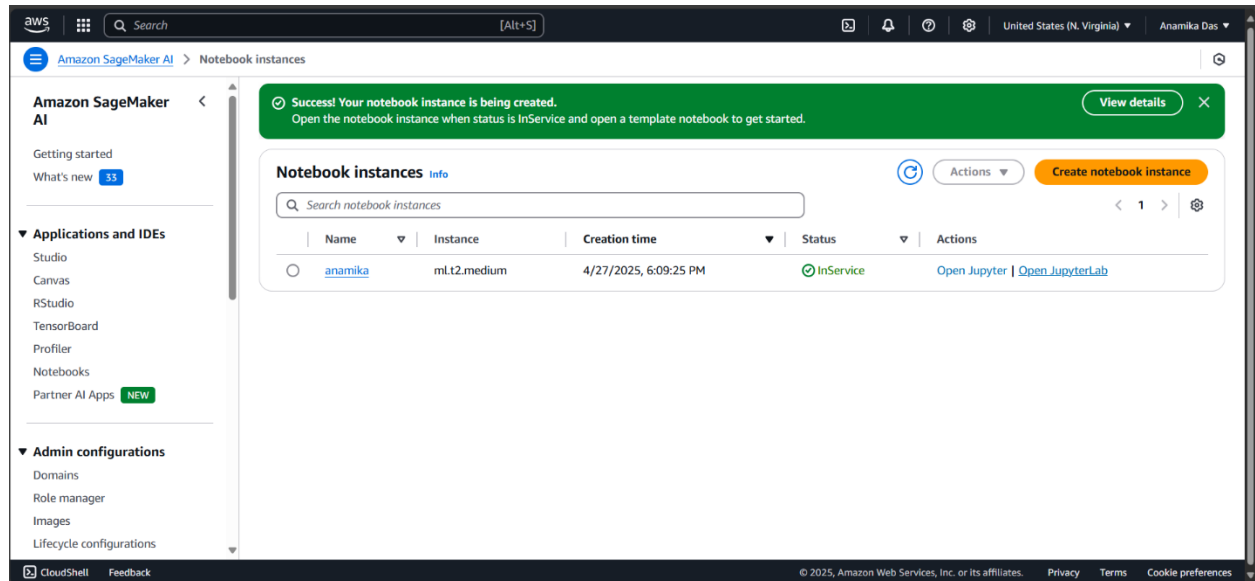 aws
Search [Alt+S]
United States (N. Virginia) ▼ Anamika Das ▼
Amazon SageMaker AI > Notebook instances
Amazon SageMaker
AI
Getting started
What's new 33
Applications and IDEs
Studio
Canvas
RStudio
TensorBoard
Profiler
Notebooks
Partner AI Apps NEW
Admin configurations
Domains
Role manager
Images
Lifecycle configurations
Success! Your notebook instance is being created.
Open the notebook instance when status is InService and open a template notebook to get started.
View details
Notebook instances Info
Actions ▼
Create notebook instance
Search notebook instances
< 1 >
Name Instance Creation time Status Actions
anamika ml.t2.medium 4/27/2025, 6:09:25 PM InService Open Jupyter | Open JupyterLab
CloudShell Feedback © 2025, Amazon Web Services, Inc. or its affiliates. Privacy Terms Cookie preferences